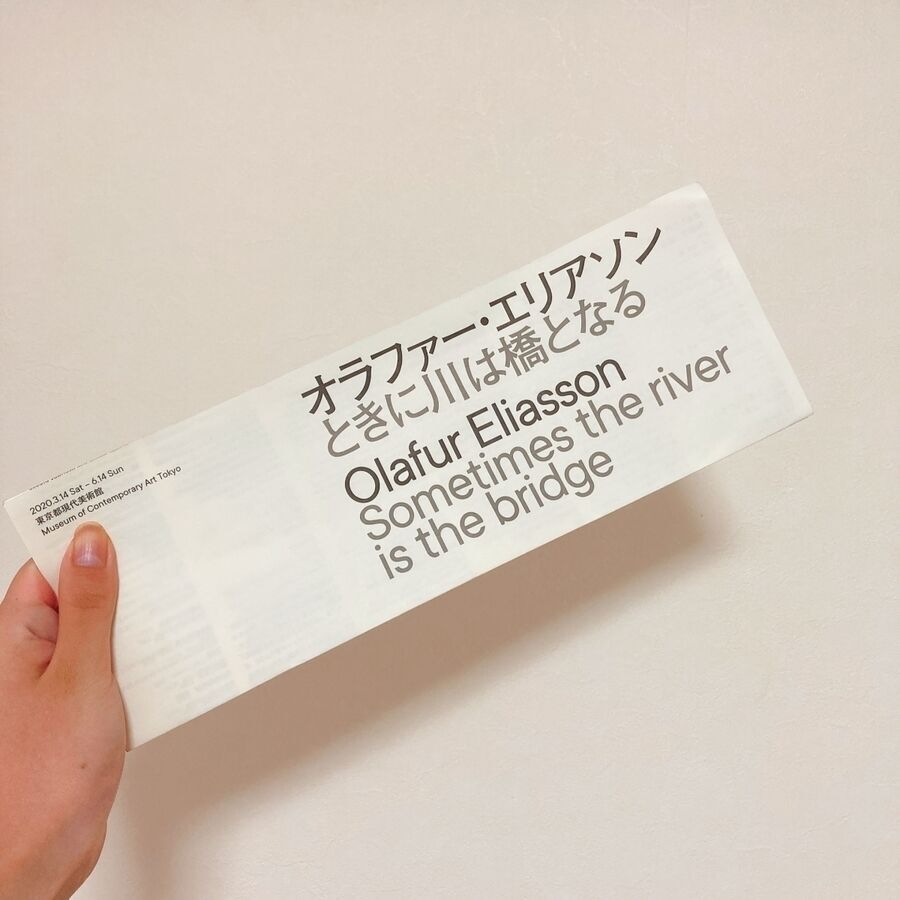 オラファー・エリアソン
ときに川は橋となる
Olafur Eliasson
Sometimes the river
is the bridge
2020.3.14 Sat – 6.14 Sun
東京都現代美術館
Museum of Contemporary Art Tokyo